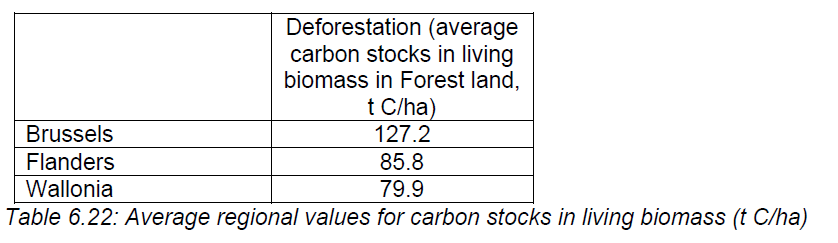 Deforestation (average
carbon stocks in living
biomass in Forest land,
t C/ha)
Brussels 127.2
Flanders 85.8
Wallonia 79.9
Table 6.22: Average regional values for carbon stocks in living biomass (t C/ha)